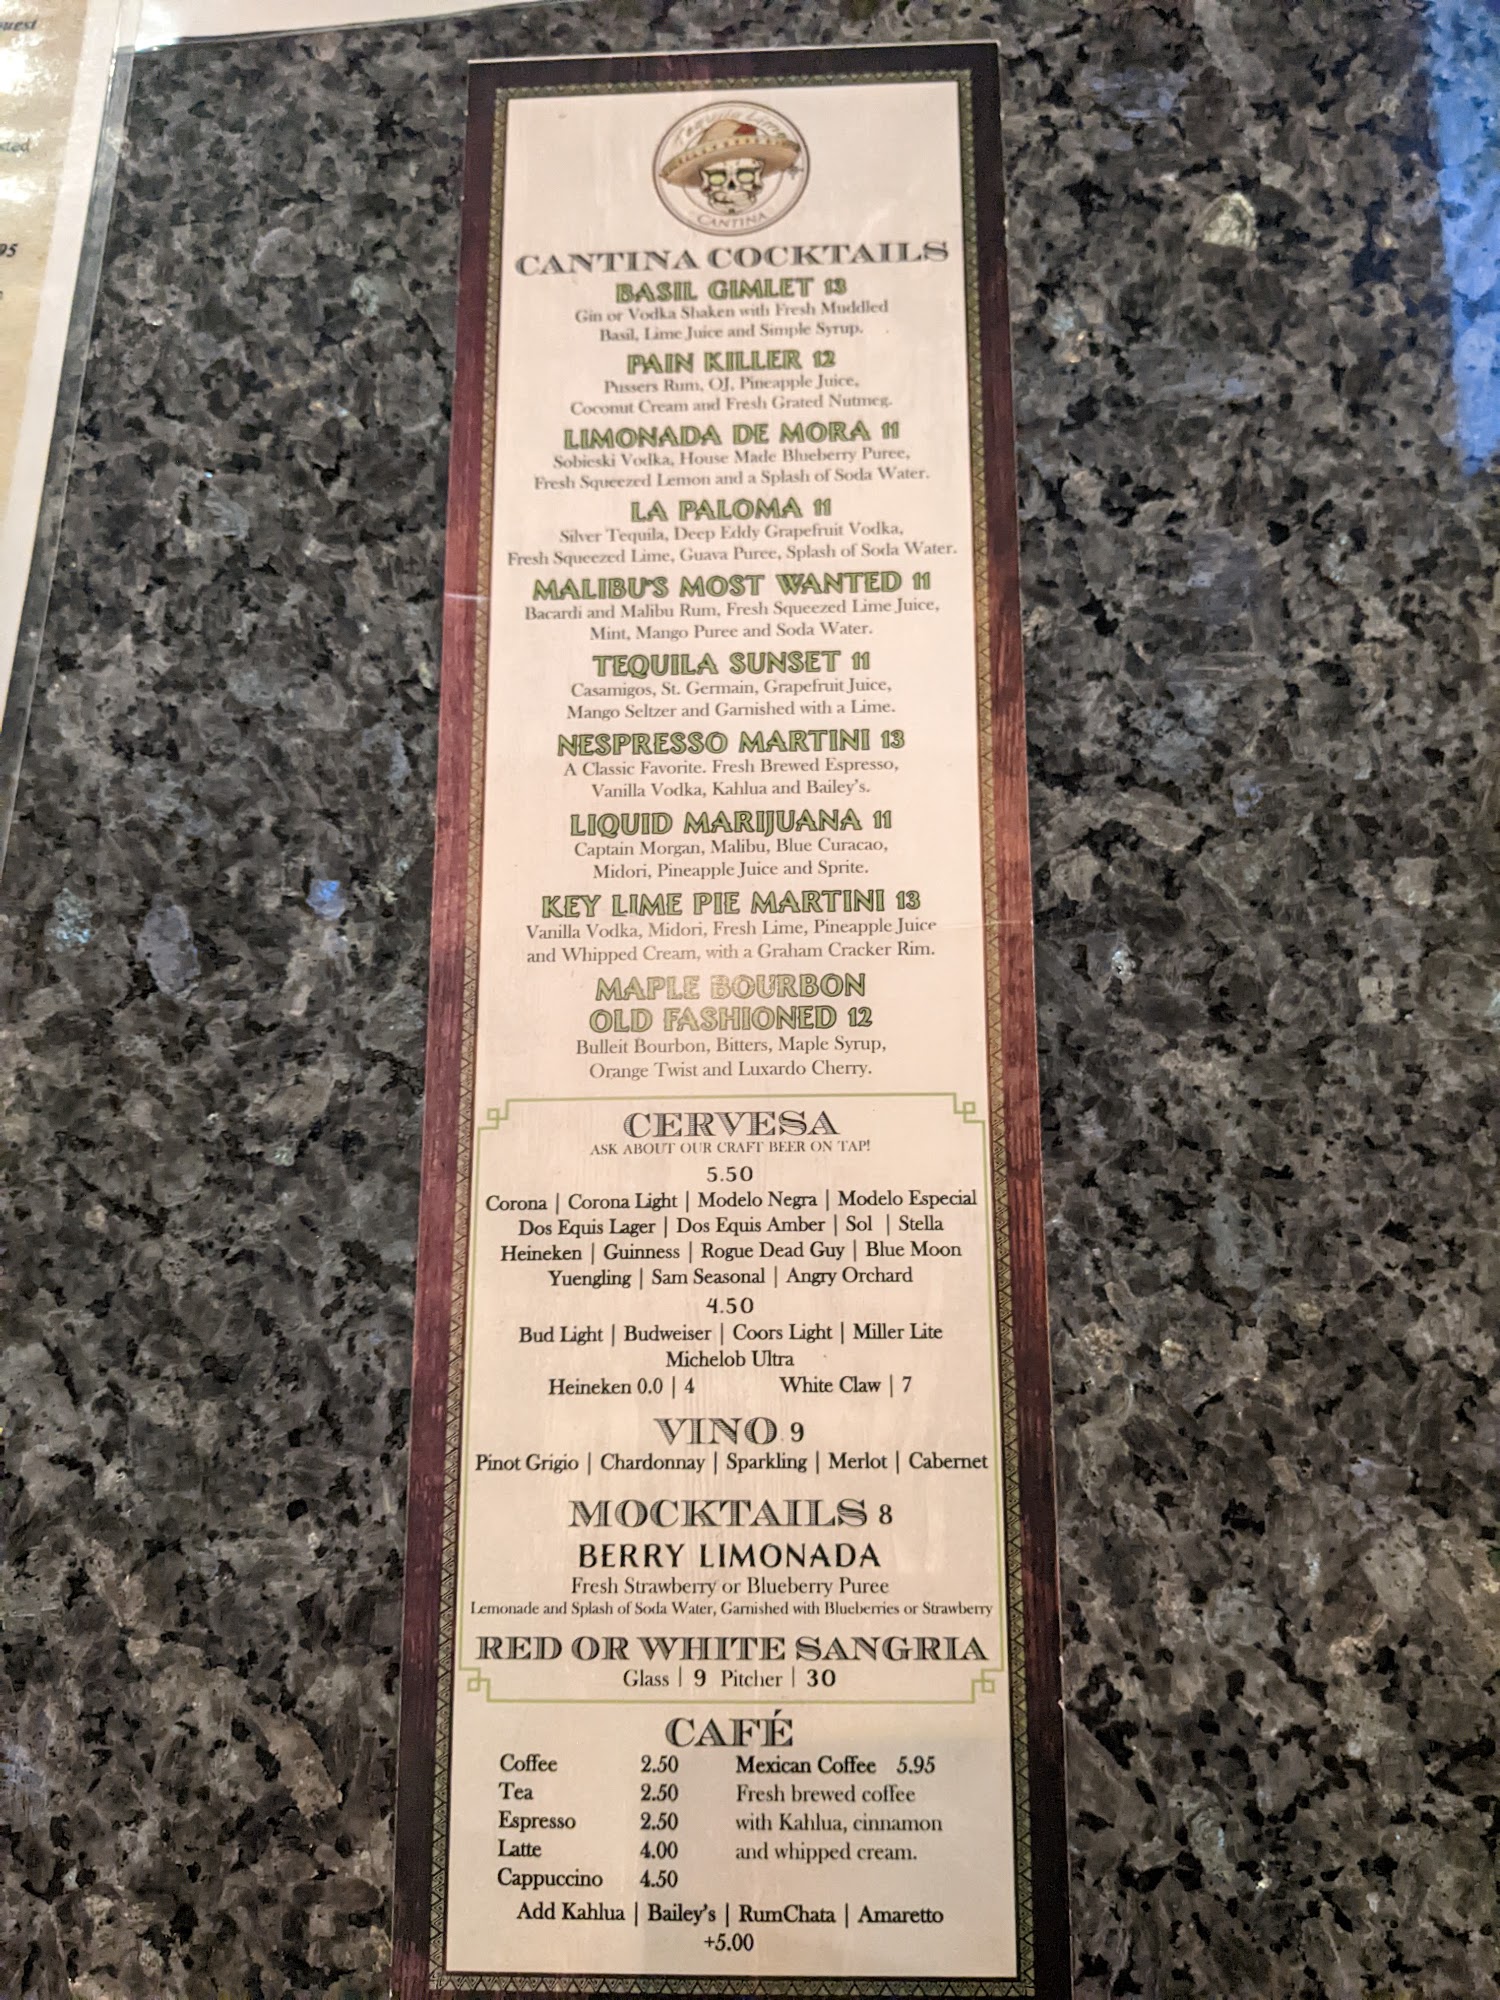 uest
sted
95
CANTINA
CANTINA COCKTAILS
BASIL GIMLET 13
Gin or Vodka Shaken with Fresh Muddled
Basil, Lime Juice and Simple Syrup.
PAIN KILLER 12
Pussers Rum, OJ, Pineapple Juice,
Coconut Cream and Fresh Grated Nutmeg.
LIMONADA DE MORA 11
Sobieski Vodka, House Made Blueberry Puree,
Fresh Squeezed Lemon and a Splash of Soda Water.
LA PALOMA 11
Silver Tequila, Deep Eddy Grapefruit Vodka,
Fresh Squeezed Lime, Guava Puree, Splash of Soda Water.
MALIBU'S MOST WANTED 11
Bacardi and Malibu Rum, Fresh Squeezed Lime Juice,
Mint, Mango Puree and Soda Water.
TEQUILA SUNSET 11
Casamigos, St. Germain, Grapefruit Juice,
Mango Seltzer and Garnished with a Lime.
NESPRESSO MARTINI 13
A Classic Favorite. Fresh Brewed Espresso,
Vanilla Vodka, Kahlua and Bailey's.
LIQUID MARIJUANA 11
Captain Morgan, Malibu, Blue Curacao,
Midori, Pineapple Juice and Sprite.
KEY LIME PIE MARTINI 13
Vanilla Vodka, Midori, Fresh Lime, Pineapple Juice
and Whipped Cream, with a Graham Cracker Rim.
MAPLE BOURBON
OLD FASHIONED 12
Bulleit Bourbon, Bitters, Maple Syrup,
Orange Twist and Luxardo Cherry.
CERVESA
ASK ABOUT OUR CRAFT BEER ON TAP!
5.50
Corona | Corona Light | Modelo Negra | Modelo Especial
Dos Equis Lager | Dos Equis Amber | Sol | Stella
Heineken | Guinness | Rogue Dead Guy | Blue Moon
Yuengling | Sam Seasonal | Angry Orchard
4.50
Bud Light | Budweiser | Coors Light | Miller Lite
Michelob Ultra
Heineken 0.0 | 4 White Claw | 7
VINO 9
Pinot Grigio | Chardonnay | Sparkling | Merlot | Cabernet
MOCKTAILS 8
BERRY LIMONADA
Fresh Strawberry or Blueberry Puree
Lemonade and Splash of Soda Water, Garnished with Blueberries or Strawberry
RED OR WHITE SANGRIA
Glass | 9 Pitcher | 30
CAFÉ
Coffee 2.50 Mexican Coffee 5.95
Tea 2.50 Fresh brewed coffee
Espresso 2.50 with Kahlua, cinnamon
Latte 4.00 and whipped cream.
Cappuccino 4.50
Add Kahlua | Bailey's | RumChata | Amaretto
+5.00